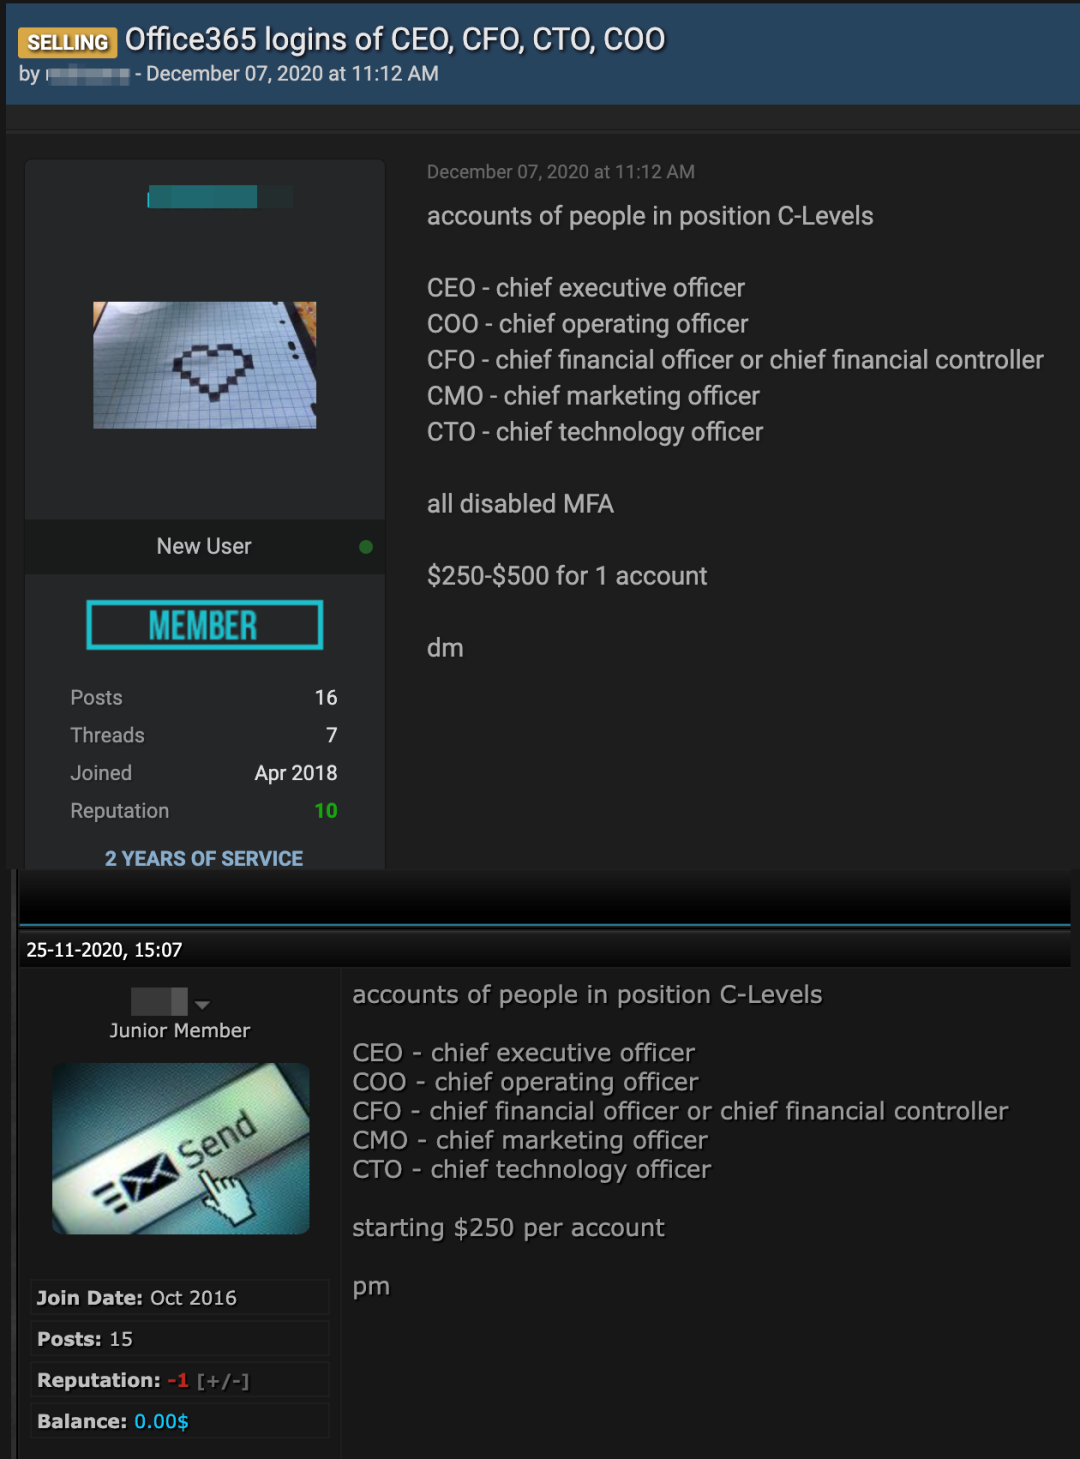 SELLING Office365 logins of CEO, CFO, CTO, COO
by - December 07, 2020 at 11:12 AM
December 07, 2020 at 11:12 AM
accounts of people in position C-Levels
CEO - chief executive officer
COO - chief operating officer
CFO - chief financial officer or chief financial controller
CMO - chief marketing officer
CTO - chief technology officer
all disabled MFA
$250-$500 for 1 account
dm
New User
MEMBER
Posts 16
Threads 7
Joined Apr 2018
Reputation 10
2 YEARS OF SERVICE
25-11-2020, 15:07
Junior Member
Send
Join Date: Oct 2016
Posts: 15
Reputation: -1 [+/-]
Balance: 0.00$
accounts of people in position C-Levels
CEO - chief executive officer
COO - chief operating officer
CFO - chief financial officer or chief financial controller
CMO - chief marketing officer
CTO - chief technology officer
starting $250 per account
pm